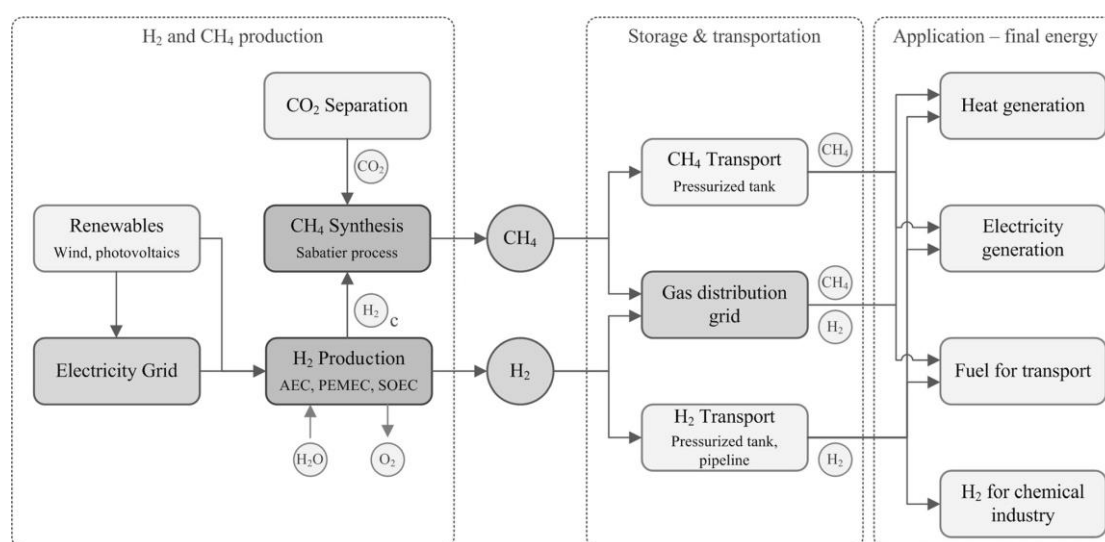 H₂ and CH₄ production
CO₂ Separation
CO₂
Renewables
Wind, photovoltaics
CH₄ Synthesis
Sabatier process
H₂
c
Electricity Grid
H₂ Production
AEC, PEMEC, SOEC
H₂O
O₂
CH₄
H₂
Storage & transportation
CH₄ Transport
Pressurized tank
CH₄
Gas distribution
grid
CH₄
H₂
H₂ Transport
Pressurized tank,
pipeline
H₂
Application – final energy
Heat generation
Electricity
generation
Fuel for transport
H₂ for chemical
industry